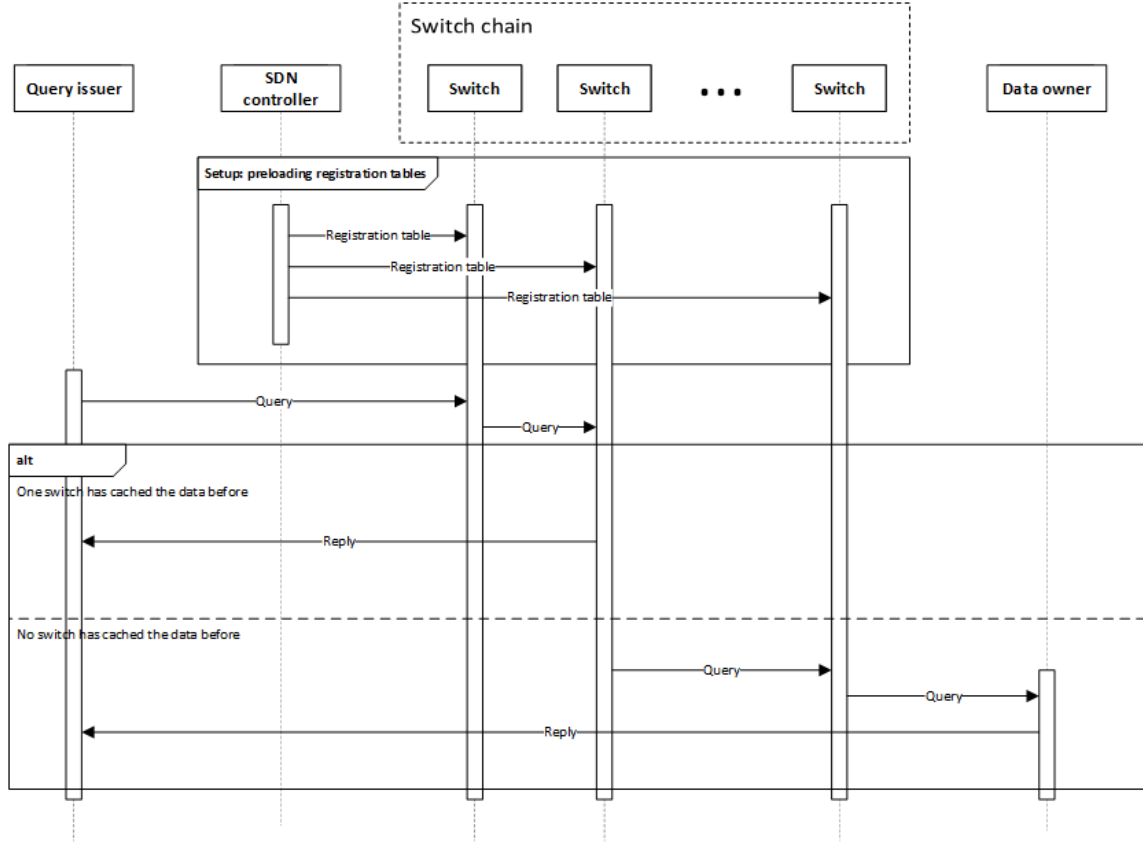 Switch chain
Query issuer
SDN
controller
Switch
Switch
...
Switch
Data owner
Setup: preloading registration tables
Registration table
Registration table
Registration table
Query
Query
alt
One switch has cached the data before
Reply
No switch has cached the data before
Query
Query
Reply